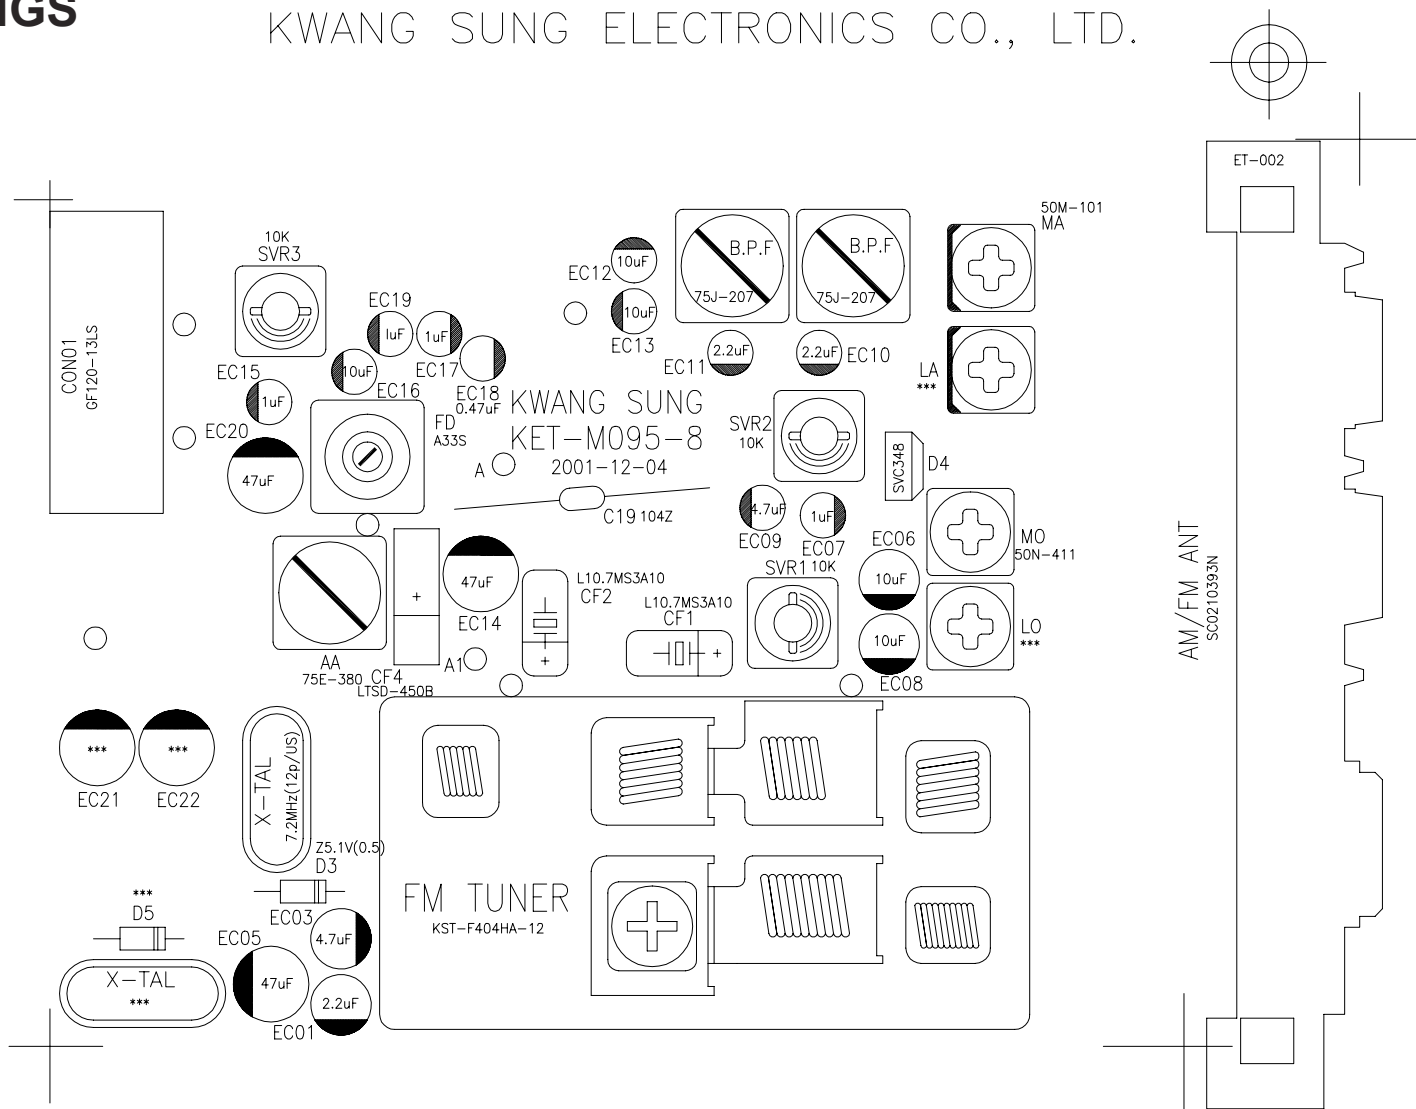 NGS
KWANG SUNG ELECTRONICS CO., LTD.
ET-002
50M-101
MA
10K
SVR3
EC12
10uF
B.P.F
75J-207
B.P.F
75J-207
EC19
1uF
1uF
EC17
10uF
EC13
2.2uF
EC11
2.2uF
EC10
CON01
GF120-13LS
EC15
1uF
10uF
EC16
EC18
0.47uF
LA
***
EC20
47uF
FD
A33S
KWANG SUNG
KET-M095-8
2001-12-04
A
SVR2
10K
SVC348
D4
C19 104Z
4.7uF
EC09
1uF
EC07
EC06
10uF
MO
50N-411
SVR1 10K
47uF
EC14
L10.7MS3A10
CF2
L10.7MS3A10
CF1
+
+
+
10uF
EC08
LO
***
AM/FM ANT
SC0210393N
AA
75E-380
CF4
LTSD-450B
A1
***
EC21
***
EC22
X-TAL
7.2MHz(12p/US)
Z5.1V(0.5)
D3
FM TUNER
KST-F404HA-12
***
D5
EC03
4.7uF
EC05
47uF
X-TAL
***
2.2uF
EC01